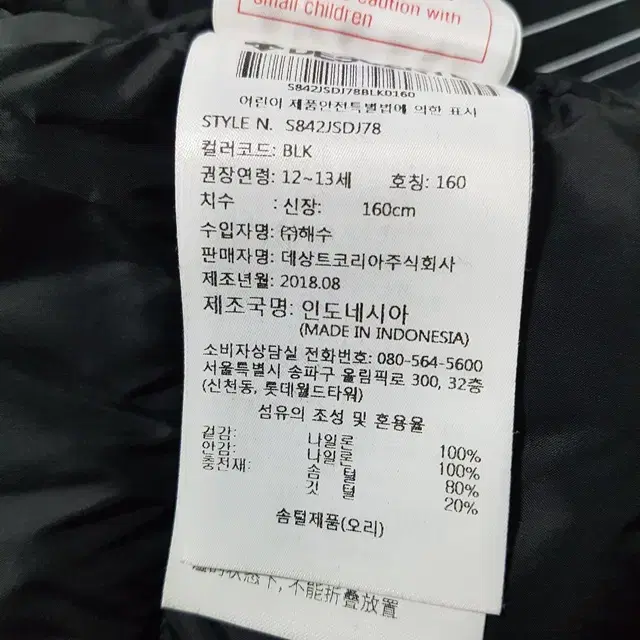 caution with
small children
S842JSDJ78BLK0160
어린이 제품안전특별법에 의한 표시
STYLE N. S842JSDJ78
컬러코드: BLK
권장연령: 12~13세 호칭: 160
치수 : 신장: 160cm
수입자명: ㈜해수
판매자명: 데상트코리아주식회사
제조년월: 2018.08
제조국명: 인도네시아
(MADE IN INDONESIA)
소비자상담실 전화번호: 080-564-5600
서울특별시 송파구 올림픽로 300, 32층
(신천동, 롯데월드타워)
섬유의 조성 및 혼용율
겉감: 나일론 100%
안감: 나일론 100%
충전재: 솜 털 80%
깃 털 20%
솜털제품(오리)
不能折叠放置